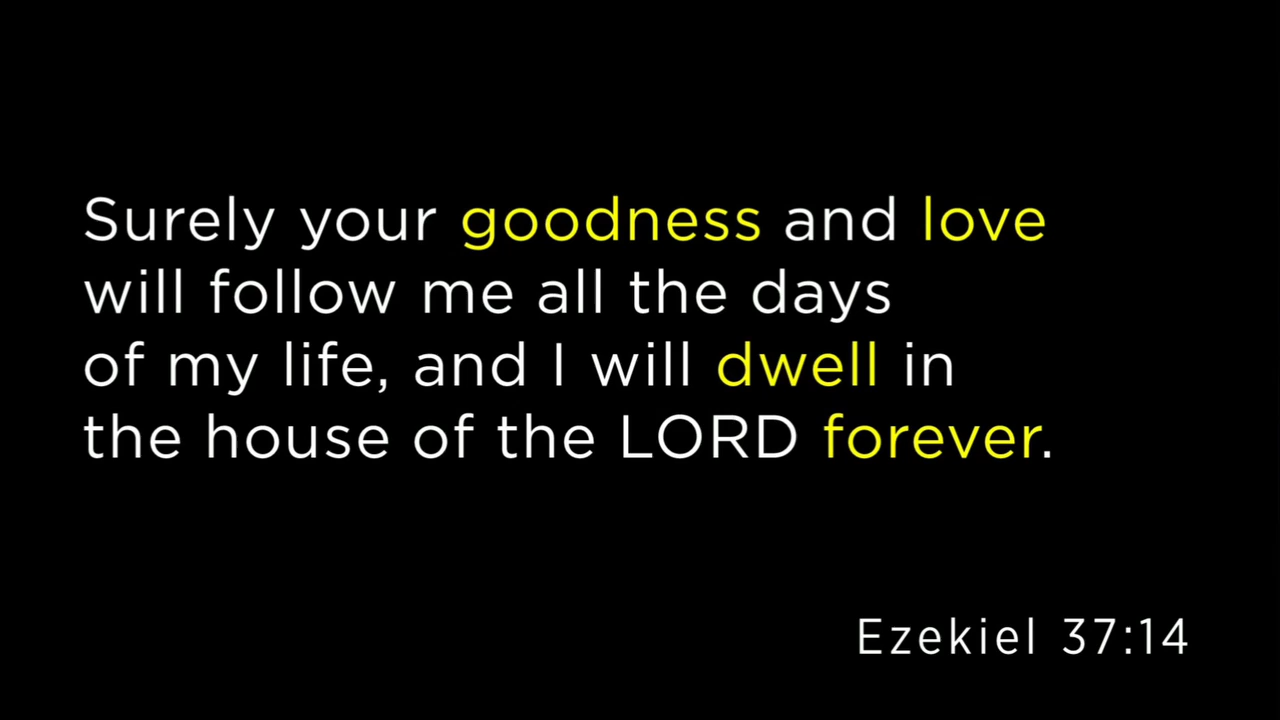 Surely your goodness and love
will follow me all the days
of my life, and I will dwell in
the house of the LORD forever.
Ezekiel 37:14